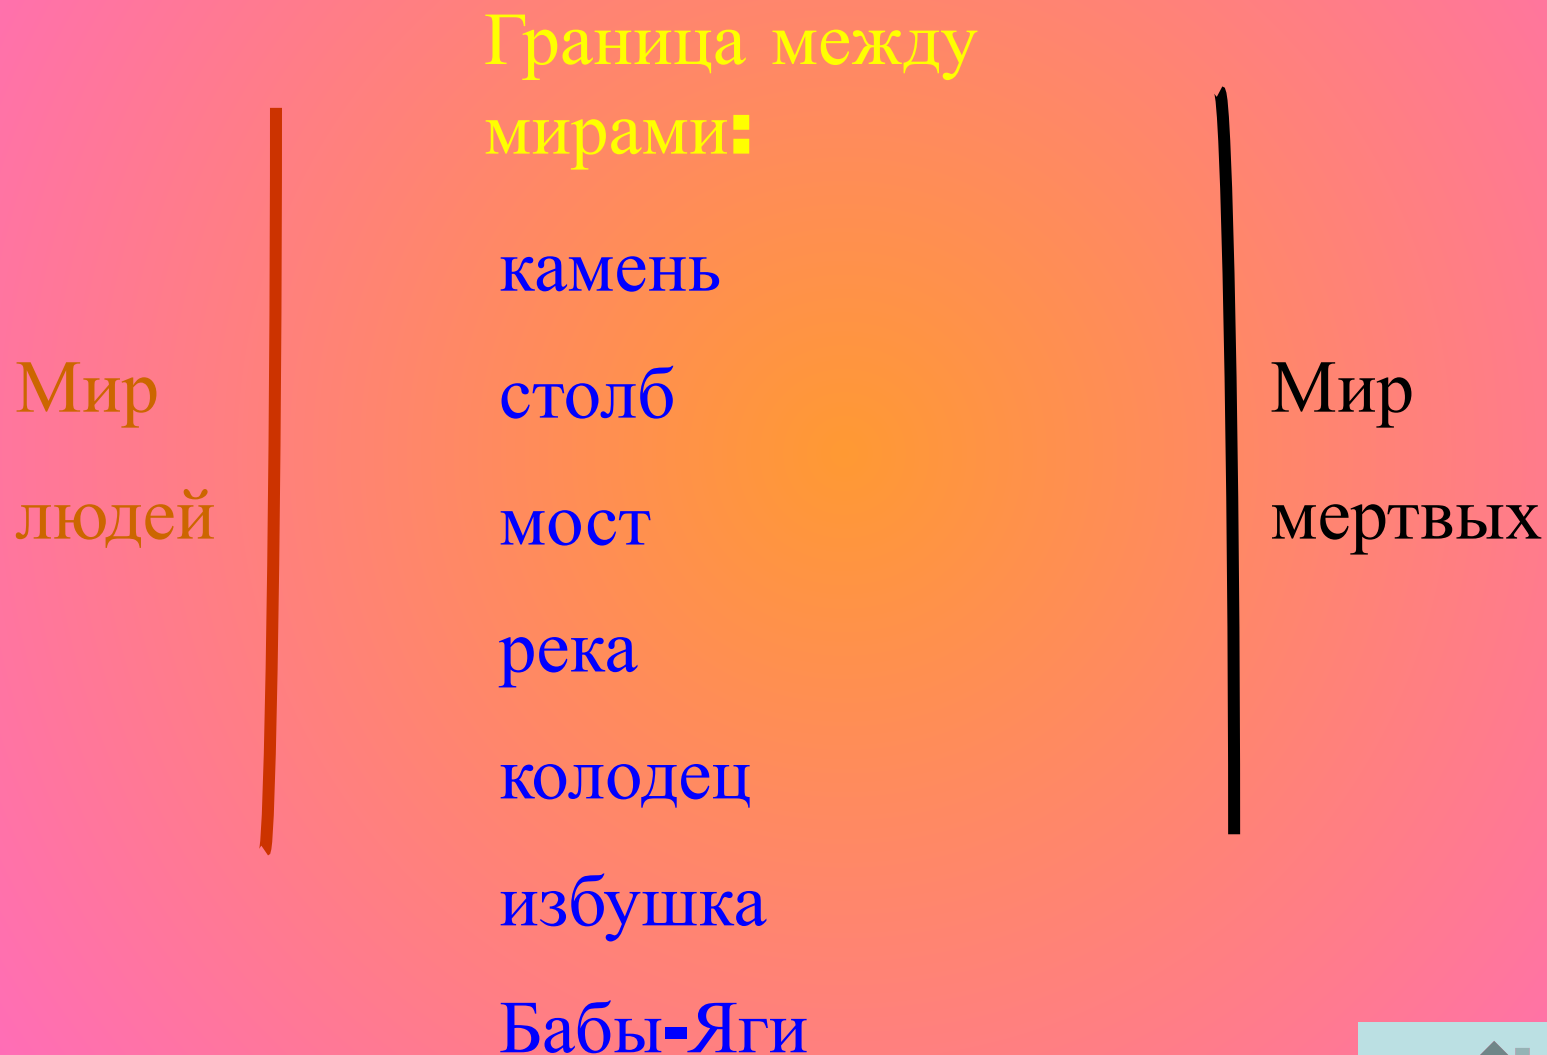 Граница между
мирами:
Мир
людей
камень
столб
мост
река
колодец
избушка
Бабы-Яги
Мир
мертвых